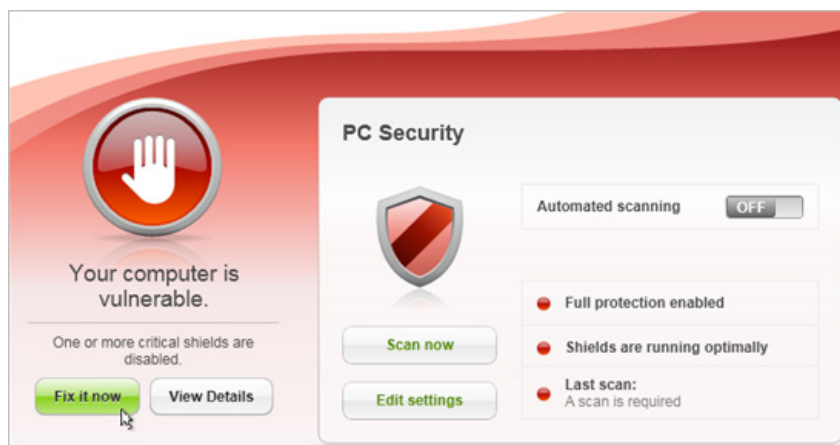 Your computer is
vulnerable.
One or more critical shields are
disabled.
Fix it now
View Details
PC Security
Scan now
Edit settings
Automated scanning
OFF
Full protection enabled
Shields are running optimally
Last scan:
A scan is required